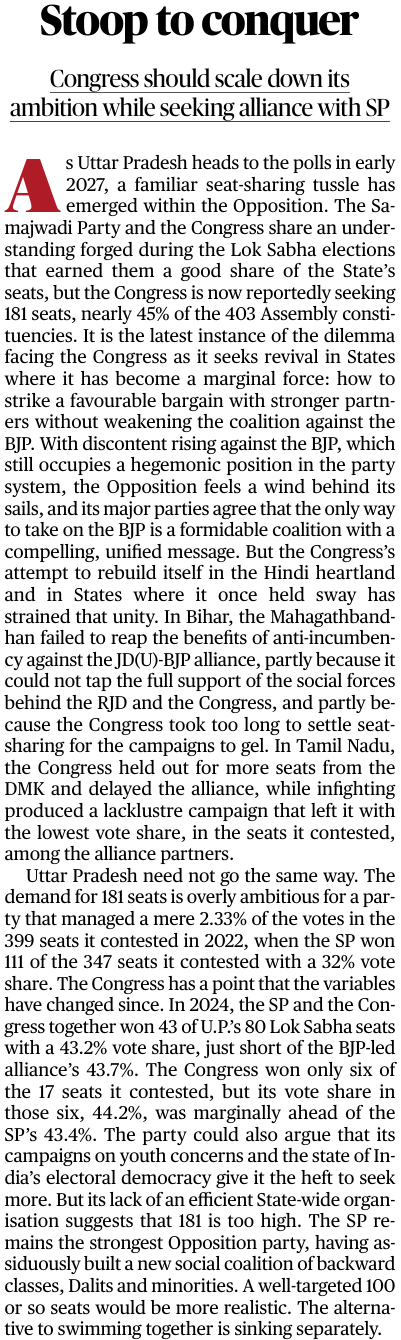 Stoop to conquer
Congress should scale down its
ambition while seeking alliance with SP
As Uttar Pradesh heads to the polls in early
2027, a familiar seat-sharing tussle has
emerged within the Opposition. The Sa-
majwadi Party and the Congress share an under-
standing forged during the Lok Sabha elections
that earned them a good share of the State’s
seats, but the Congress is now reportedly seeking
181 seats, nearly 45% of the 403 Assembly consti-
tuencies. It is the latest instance of the dilemma
facing the Congress as it seeks revival in States
where it has become a marginal force: how to
strike a favourable bargain with stronger partn-
ers without weakening the coalition against the
BJP. With discontent rising against the BJP, which
still occupies a hegemonic position in the party
system, the Opposition feels a wind behind its
sails, and its major parties agree that the only way
to take on the BJP is a formidable coalition with a
compelling, unified message. But the Congress’s
attempt to rebuild itself in the Hindi heartland
and in States where it once held sway has
strained that unity. In Bihar, the Mahagathband-
han failed to reap the benefits of anti-incumben-
cy against the JD(U)-BJP alliance, partly because it
could not tap the full support of the social forces
behind the RJD and the Congress, and partly be-
cause the Congress took too long to settle seat-
sharing for the campaigns to gel. In Tamil Nadu,
the Congress held out for more seats from the
DMK and delayed the alliance, while infighting
produced a lacklustre campaign that left it with
the lowest vote share, in the seats it contested,
among the alliance partners.
Uttar Pradesh need not go the same way. The
demand for 181 seats is overly ambitious for a par-
ty that managed a mere 2.33% of the votes in the
399 seats it contested in 2022, when the SP won
111 of the 347 seats it contested with a 32% vote
share. The Congress has a point that the variables
have changed since. In 2024, the SP and the Con-
gress together won 43 of U.P.’s 80 Lok Sabha seats
with a 43.2% vote share, just short of the BJP-led
alliance’s 43.7%. The Congress won only six of
the 17 seats it contested, but its vote share in
those six, 44.2%, was marginally ahead of the
SP’s 43.4%. The party could also argue that its
campaigns on youth concerns and the state of In-
dia’s electoral democracy give it the heft to seek
more. But its lack of an efficient State-wide organ-
isation suggests that 181 is too high. The SP re-
mains the strongest Opposition party, having as-
siduously built a new social coalition of backward
classes, Dalits and minorities. A well-targeted 100
or so seats would be more realistic. The alterna-
tive to swimming together is sinking separately.